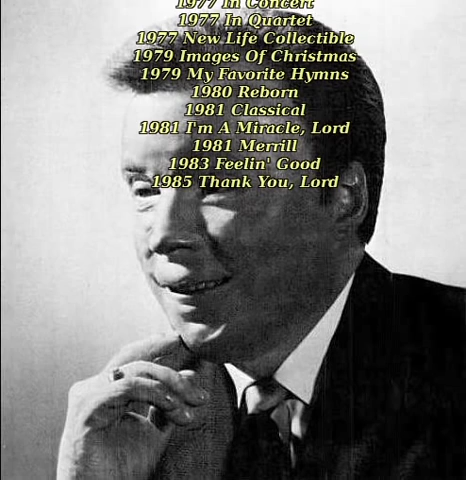 1977 In Concert
1977 In Quartet
1977 New Life Collectible
1979 Images Of Christmas
1979 My Favorite Hymns
1980 Reborn
1981 Classical
1981 I'm A Miracle, Lord
1981 Merrill
1983 Feelin' Good
1985 Thank You, Lord